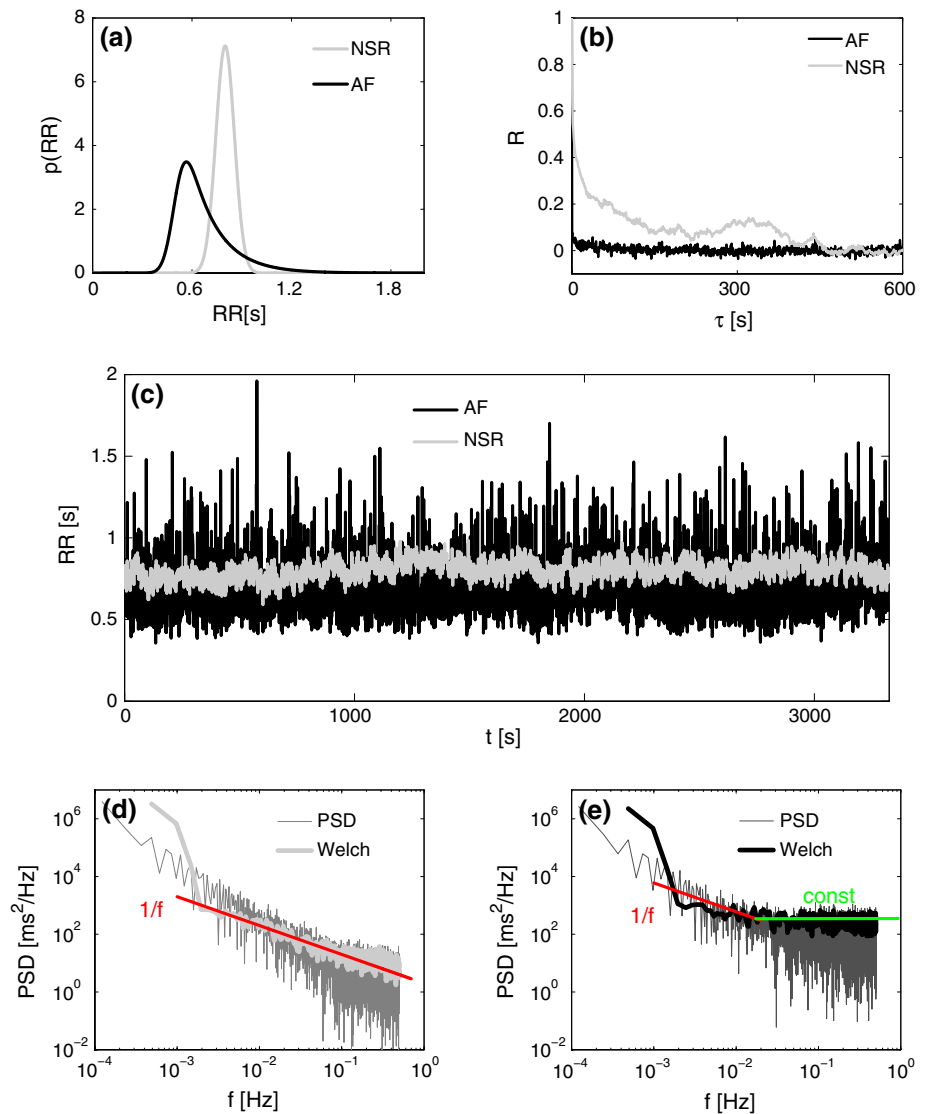 (a)
NSR
AF
p(RR)
8
6
4
2
0
0
0.6
1.2
1.8
RR[s]
(b)
AF
NSR
R
1
0.8
0.6
0.4
0.2
0
0
300
600
τ [s]
(c)
AF
NSR
RR [s]
2
1.5
1
0.5
0
0
1000
2000
3000
t [s]
(d)
PSD
Welch
1/f
PSD [ms²/Hz]
10⁶
10⁴
10²
10⁰
10⁻²
10⁻⁴
10⁻³
10⁻²
10⁻¹
10⁰
f [Hz]
(e)
PSD
Welch
const
1/f
PSD [ms²/Hz]
10⁶
10⁴
10²
10⁰
10⁻²
10⁻⁴
10⁻³
10⁻²
10⁻¹
10⁰
f [Hz]